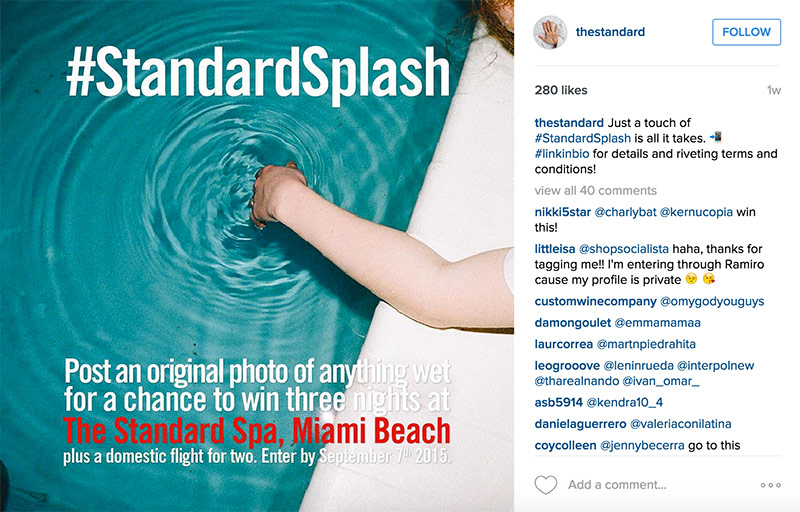 #StandardSplash
Post an original photo of anything wet
for a chance to win three nights at
The Standard Spa, Miami Beach
plus a domestic flight for two. Enter by September 7th 2015.
thestandard
FOLLOW
280 likes
1w
thestandard Just a touch of
#StandardSplash is all it takes. 📲
#linkinbio for details and riveting terms and
conditions!
view all 40 comments
nikki5star @charlybat @kernucopia win
this!
littleisa @shopsocialista haha, thanks for
tagging me!! I'm entering through Ramiro
cause my profile is private 😉 😘
customwinecompany @omygodyouguys
damongoulet @emmamamaa
laurcorrea @martnpiedrahita
leogrooove @leninrueda @interpolnew
@tharealnando @ivan_omar_
asb5914 @kendra10_4
danielaguerrero @valeriaconilatina
coycolleen @jennybecerra go to this
Add a comment...